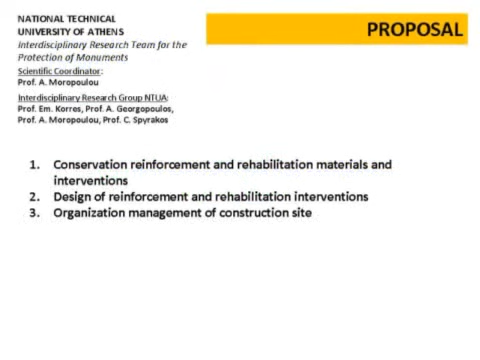 NATIONAL TECHNICAL
UNIVERSITY OF ATHENS
Interdisciplinary Research Team for the
Protection of Monuments
Scientific Coordinator:
Prof. A. Moropoulou
Interdisciplinary Research Group NTUA:
Prof. Em. Korres, Prof. A. Georgopoulos,
Prof. A. Moropoulou, Prof. C. Spyrakos
PROPOSAL
1. Conservation reinforcement and rehabilitation materials and
interventions
2. Design of reinforcement and rehabilitation interventions
3. Organization management of construction site